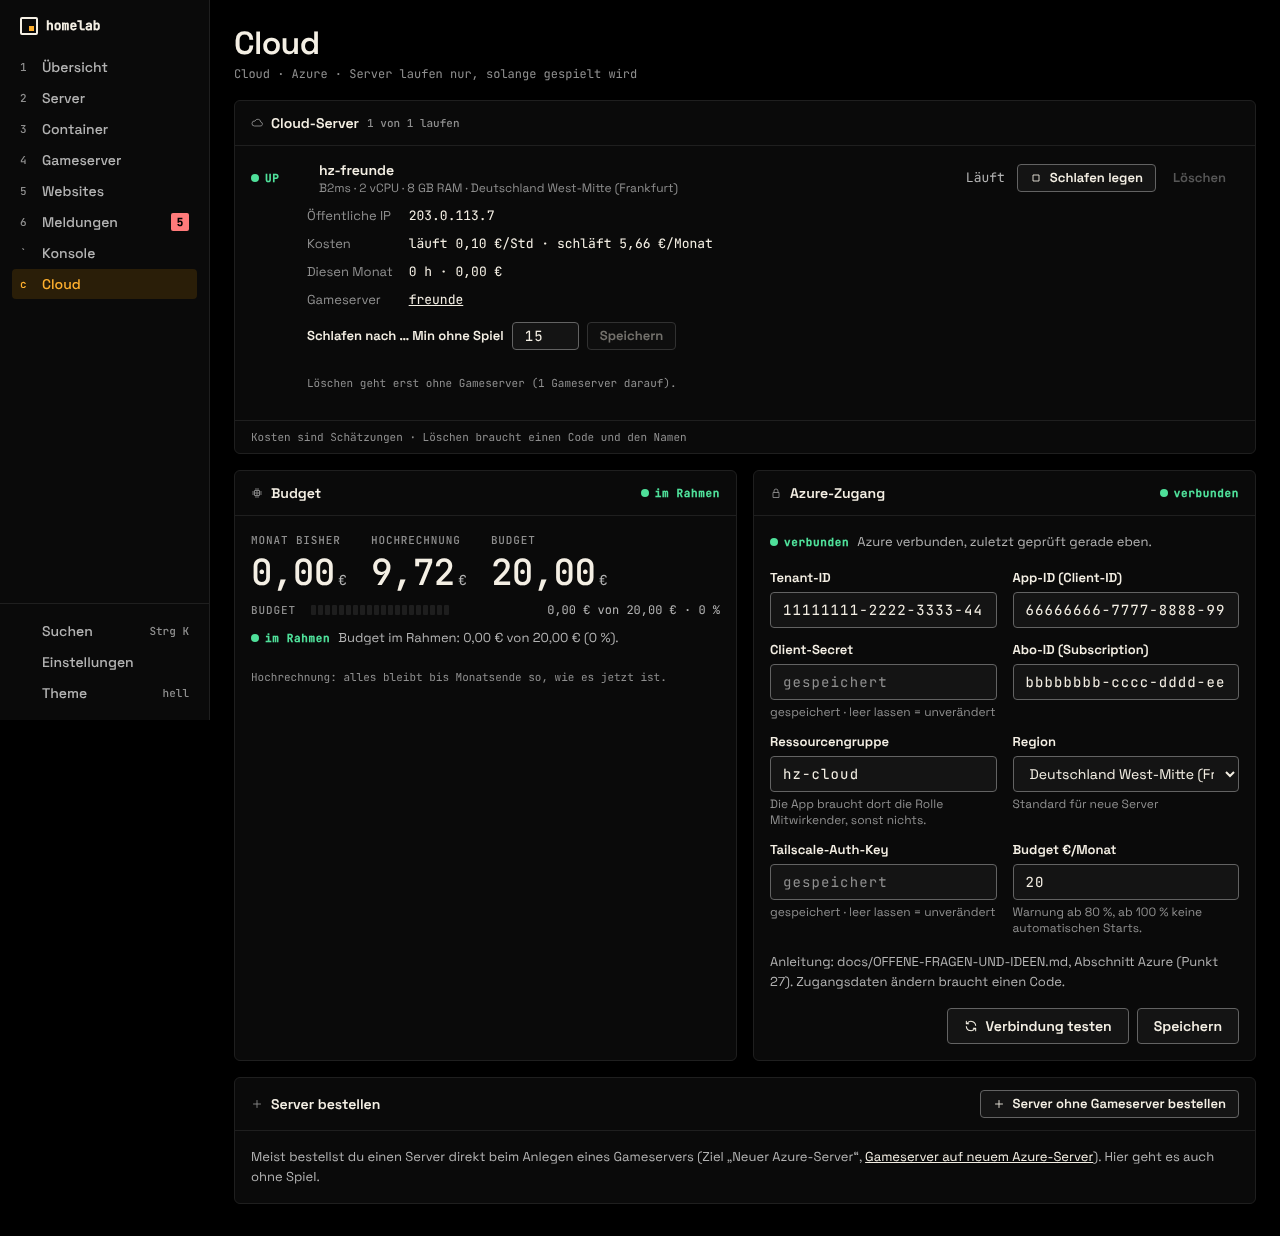 homelab
1 Übersicht
2 Server
3 Container
4 Gameserver
5 Websites
6 Meldungen 5
` Konsole
c Cloud
Suchen Strg K
Einstellungen
Theme hell
Cloud
Cloud · Azure · Server laufen nur, solange gespielt wird
Cloud-Server 1 von 1 laufen
UP
hz-freunde
B2ms · 2 vCPU · 8 GB RAM · Deutschland West-Mitte (Frankfurt)
Läuft Schlafen legen Löschen
Öffentliche IP 203.0.113.7
Kosten läuft 0,10 €/Std · schläft 5,66 €/Monat
Diesen Monat 0 h · 0,00 €
Gameserver freunde
Schlafen nach … Min ohne Spiel 15 Speichern
Löschen geht erst ohne Gameserver (1 Gameserver darauf).
Kosten sind Schätzungen · Löschen braucht einen Code und den Namen
Budget im Rahmen
MONAT BISHER HOCHRECHNUNG BUDGET
0,00 € 9,72 € 20,00 €
BUDGET 0,00 € von 20,00 € · 0 %
im Rahmen Budget im Rahmen: 0,00 € von 20,00 € (0 %).
Hochrechnung: alles bleibt bis Monatsende so, wie es jetzt ist.
Azure-Zugang verbunden
verbunden Azure verbunden, zuletzt geprüft gerade eben.
Tenant-ID App-ID (Client-ID)
11111111-2222-3333-44 66666666-7777-8888-99
Client-Secret Abo-ID (Subscription)
gespeichert bbbbbbbb-cccc-dddd-ee
gespeichert · leer lassen = unverändert
Ressourcengruppe Region
hz-cloud Deutschland West-Mitte (Fr
Die App braucht dort die Rolle Standard für neue Server
Mitwirkender, sonst nichts.
Tailscale-Auth-Key Budget €/Monat
gespeichert 20
gespeichert · leer lassen = unverändert Warnung ab 80 %, ab 100 % keine
automatischen Starts.
Anleitung: docs/OFFENE-FRAGEN-UND-IDEEN.md, Abschnitt Azure (Punkt
27). Zugangsdaten ändern braucht einen Code.
Verbindung testen Speichern
Server bestellen Server ohne Gameserver bestellen
Meist bestellst du einen Server direkt beim Anlegen eines Gameservers (Ziel „Neuer Azure-Server“, Gameserver auf neuem Azure-Server). Hier geht es auch
ohne Spiel.